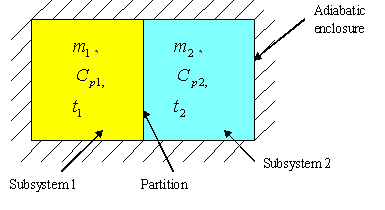 m1、
Cp1,
t1
m2、
Cp2,
t2
Adiabatic
enclosure
Subsystem 2
Subsystem 1
Partition